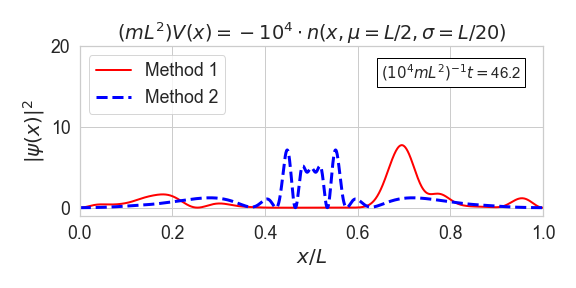 (mL²)V(x) = −10⁴ · n(x, μ = L/2, σ = L/20)
Method 1
Method 2
(10⁴mL²)⁻¹t = 46.2
|ψ(x)|²
20
10
0
0.0 0.2 0.4 0.6 0.8 1.0
x/L